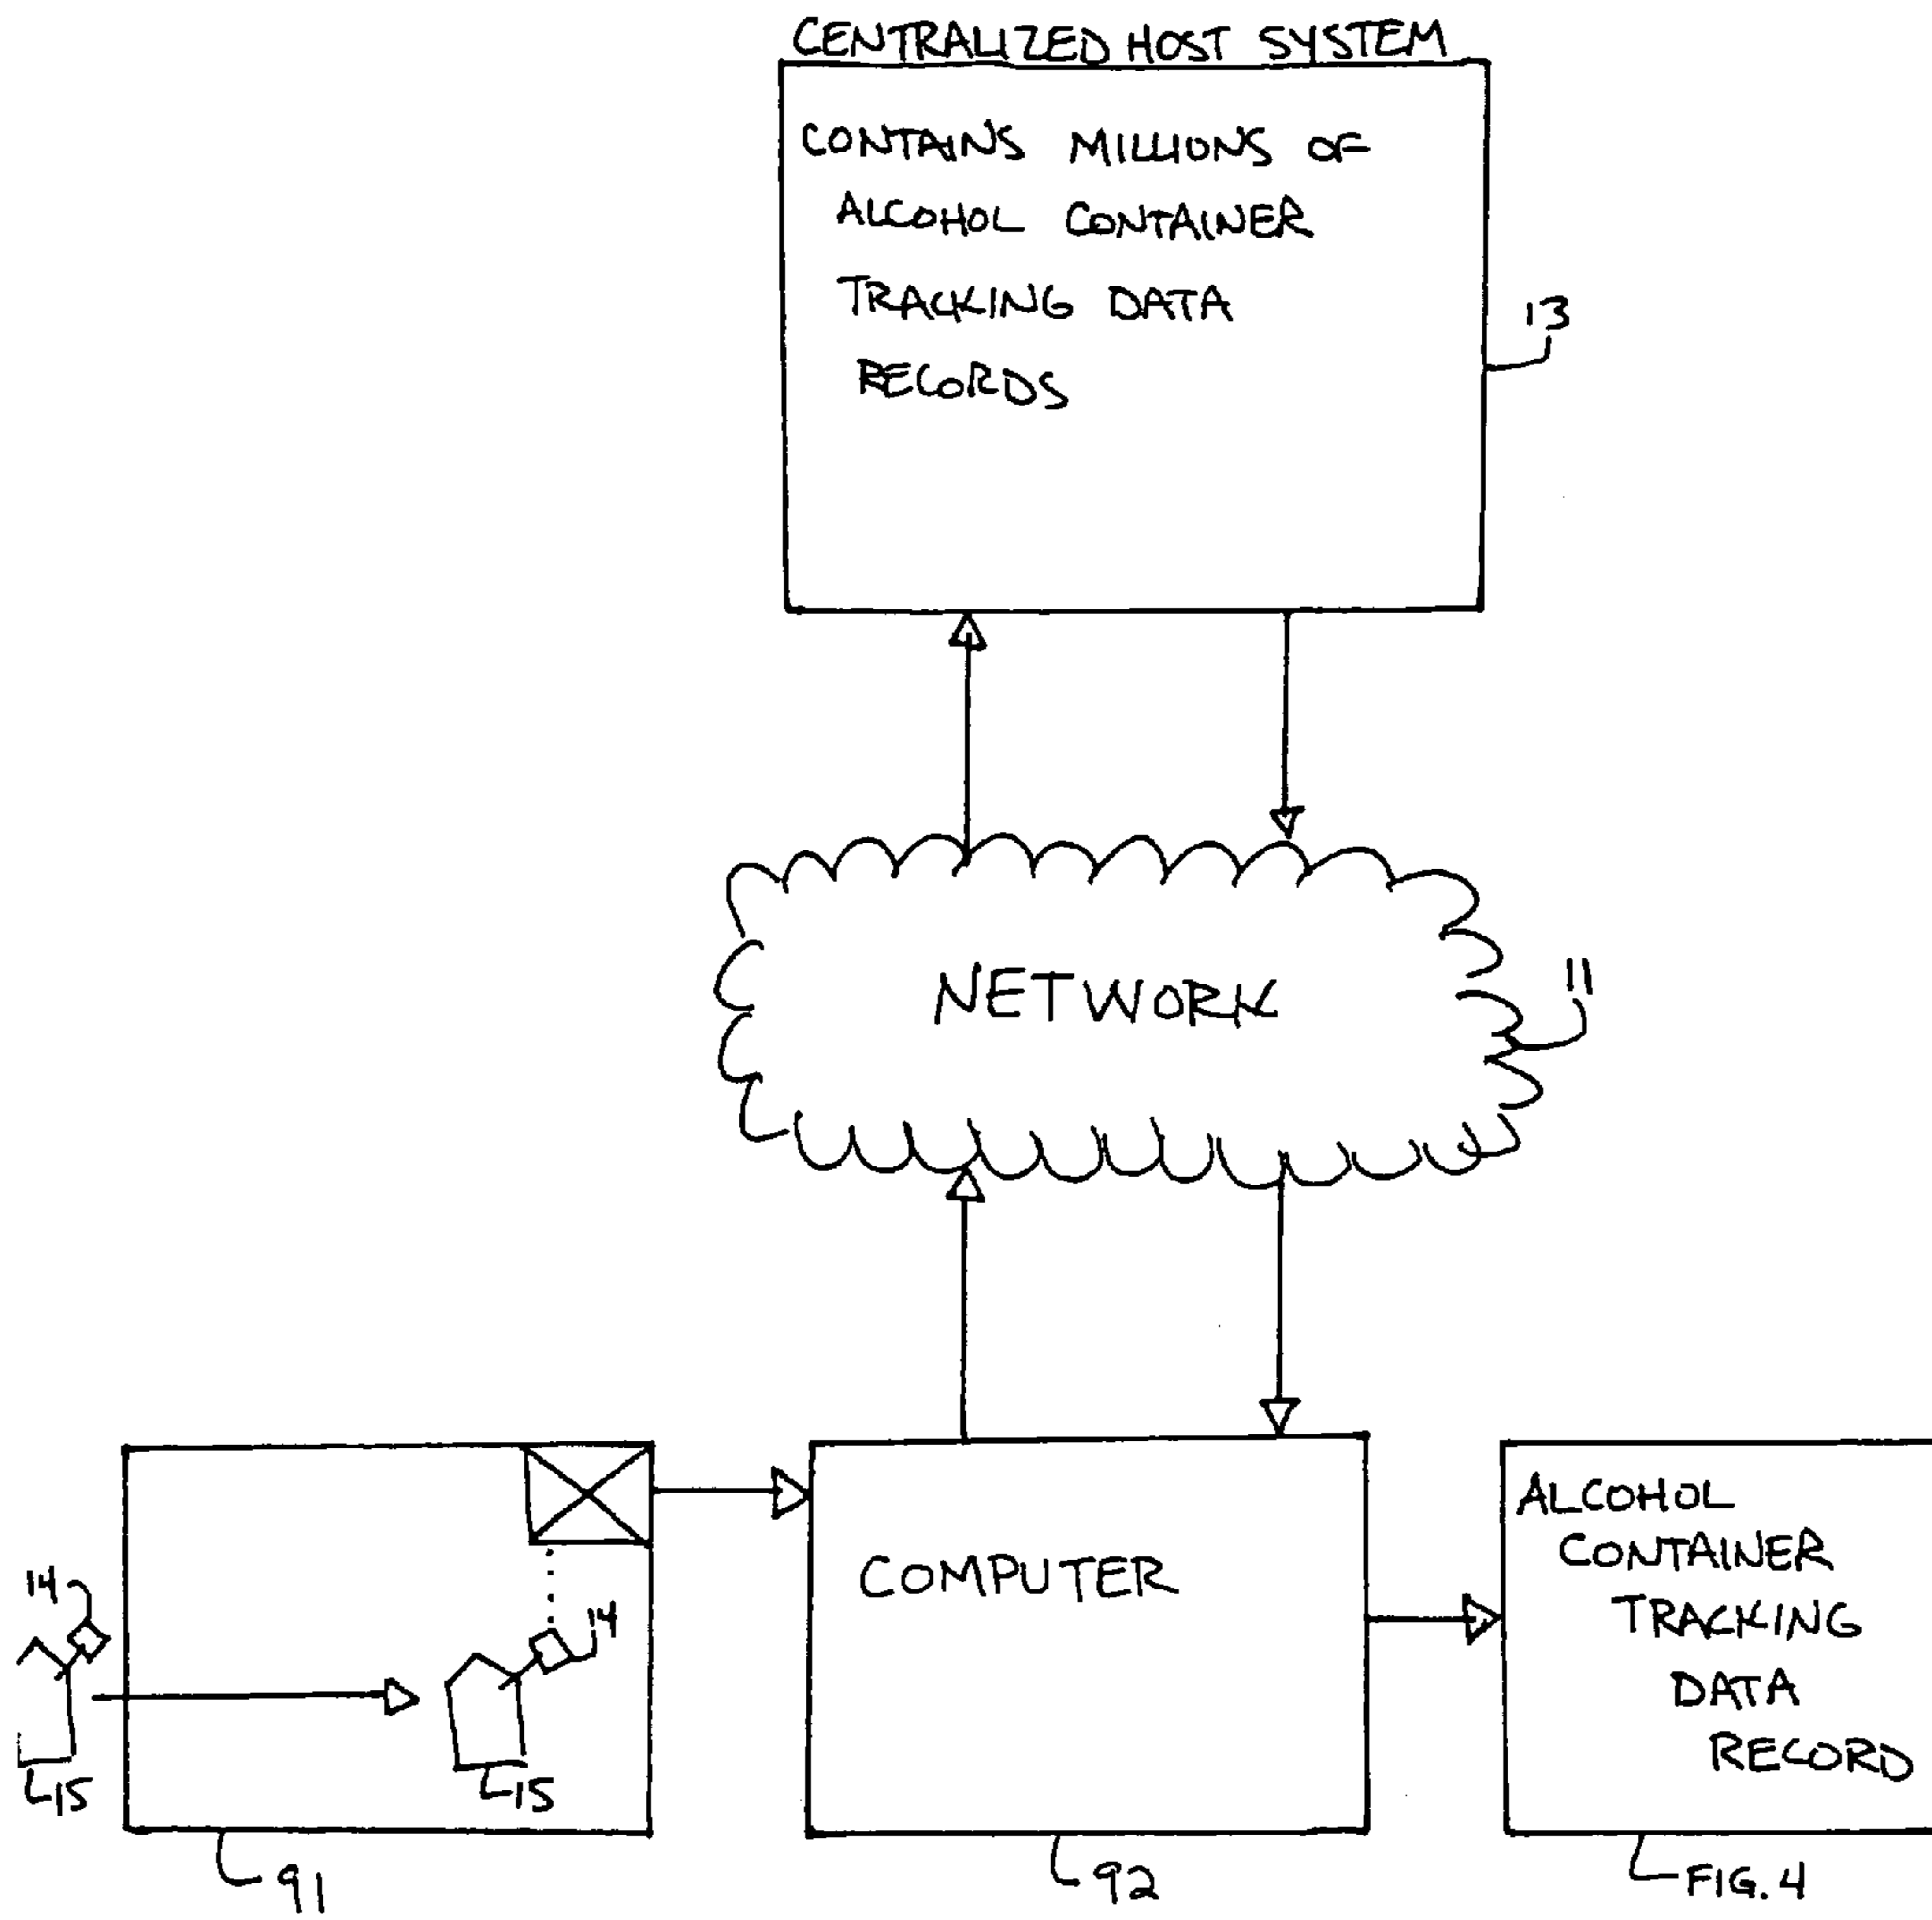 CENTRALIZED HOST SYSTEM
CONTAINS MILLIONS OF
ALCOHOL CONTAINER
TRACKING DATA
RECORDS
13
NETWORK
11
14
15
14
15
91
COMPUTER
92
ALCOHOL
CONTAINER
TRACKING
DATA
RECORD
FIG. 4